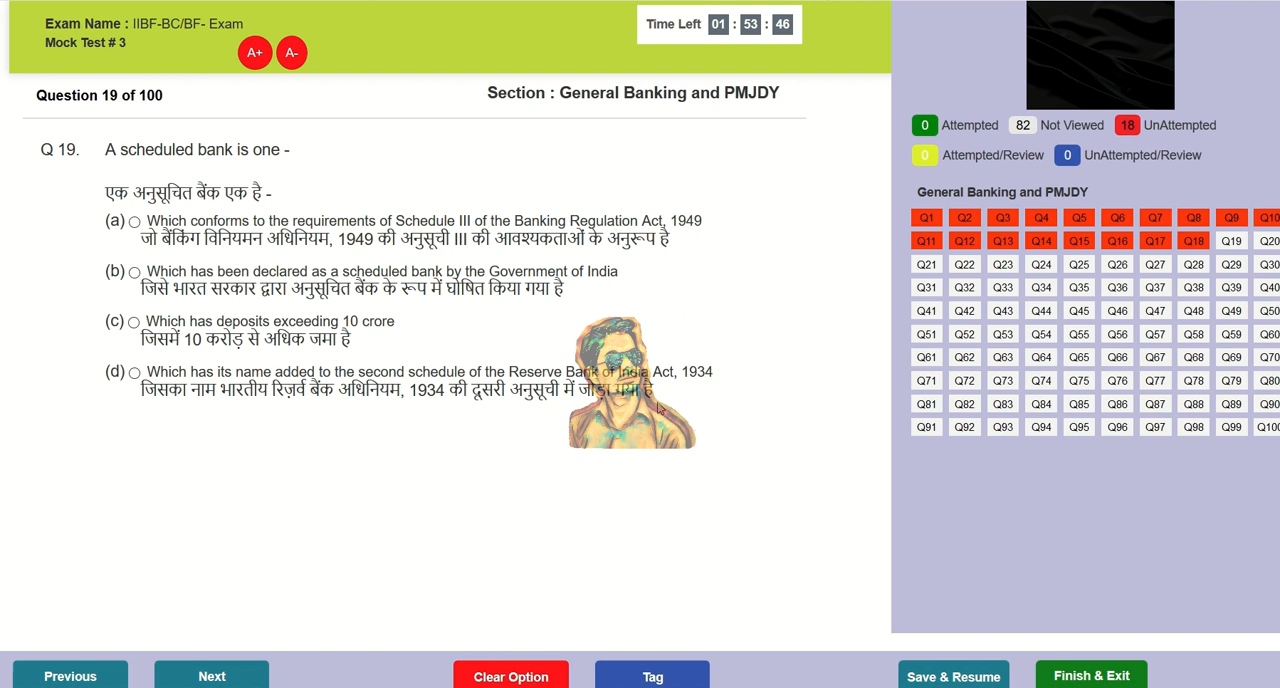 Exam Name : IIBF-BC/BF- Exam
Mock Test # 3
A+ A-
Time Left 01 : 53 : 46
Question 19 of 100
Section : General Banking and PMJDY
Q 19. A scheduled bank is one -
एक अनुसूचित बैंक एक है -
(a) Which conforms to the requirements of Schedule III of the Banking Regulation Act, 1949
जो बैंकिंग विनियमन अधिनियम, 1949 की अनुसूची III की आवश्यकताओं के अनुरूप है
(b) Which has been declared as a scheduled bank by the Government of India
जिसे भारत सरकार द्वारा अनुसूचित बैंक के रूप में घोषित किया गया है
(c) Which has deposits exceeding 10 crore
जिसमें 10 करोड़ से अधिक जमा है
(d) Which has its name added to the second schedule of the Reserve Bank of India Act, 1934
जिसका नाम भारतीय रिज़र्व बैंक अधिनियम, 1934 की दूसरी अनुसूची में जोड़ा गया है
0 Attempted 82 Not Viewed 18 UnAttempted
0 Attempted/Review 0 UnAttempted/Review
General Banking and PMJDY
Q1 Q2 Q3 Q4 Q5 Q6 Q7 Q8 Q9 Q10
Q11 Q12 Q13 Q14 Q15 Q16 Q17 Q18 Q19 Q20
Q21 Q22 Q23 Q24 Q25 Q26 Q27 Q28 Q29 Q30
Q31 Q32 Q33 Q34 Q35 Q36 Q37 Q38 Q39 Q40
Q41 Q42 Q43 Q44 Q45 Q46 Q47 Q48 Q49 Q50
Q51 Q52 Q53 Q54 Q55 Q56 Q57 Q58 Q59 Q60
Q61 Q62 Q63 Q64 Q65 Q66 Q67 Q68 Q69 Q70
Q71 Q72 Q73 Q74 Q75 Q76 Q77 Q78 Q79 Q80
Q81 Q82 Q83 Q84 Q85 Q86 Q87 Q88 Q89 Q90
Q91 Q92 Q93 Q94 Q95 Q96 Q97 Q98 Q99 Q100
Previous Next Clear Option Tag Save & Resume Finish & Exit